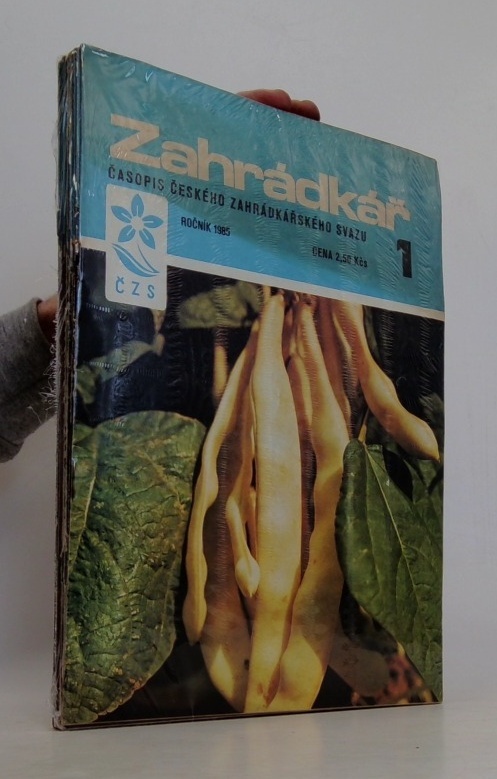 Zahrádkář
ČASOPIS ČESKÉHO ZAHRÁDKÁŘSKÉHO SVAZU
ROČNÍK 1985
CENA 2,50 Kčs
1
ČZS